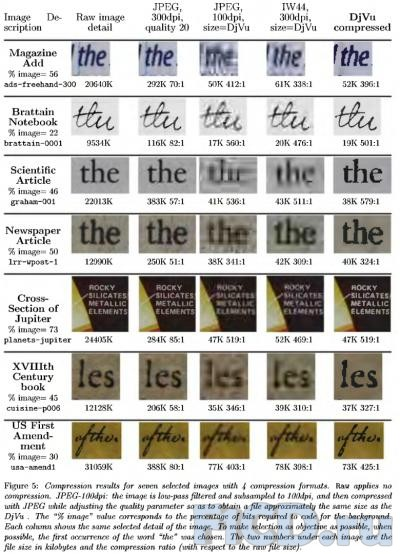 Image De-
scription
Raw image
detail
JPEG,
300dpi,
quality 20
JPEG,
100dpi,
size=DjVu
IW44,
300dpi,
size=DjVu
DjVu
compressed
Magazine
Add
% image= 56
ads-freehand-300
the
the
the
the
the
20640K
292K 70:1
50K 412:1
61K 338:1
52K 396:1
Brattain
Notebook
% image= 22
brattain-0001
9534K
116K 82:1
17K 560:1
20K 476:1
19K 501:1
Scientific
Article
% image= 46
graham-001
the
the
the
the
the
22013K
383K 57:1
41K 536:1
43K 511:1
38K 579:1
Newspaper
Article
% image= 50
lrr-wpost-1
the
the
the
the
the
12990K
250K 51:1
38K 341:1
42K 309:1
40K 324:1
Cross-
Section of
Jupiter
% image= 73
planets-jupiter
ROCKY
SILICATES
METALLIC
ELEMENTS
ROCKY
SILICATES
METALLIC
ELEMENTS
ROCKY
SILICATES
METALLIC
ELEMENTS
ROCKY
SILICATES
METALLIC
ELEMENTS
ROCKY
SILICATES
METALLIC
ELEMENTS
24405K
284K 85:1
47K 519:1
52K 469:1
47K 519:1
XVIIIth
Century
book
% image= 45
cuisine-p006
les
les
les
les
les
12128K
206K 58:1
35K 346:1
39K 310:1
37K 327:1
US First
Amend-
ment
% image= 30
usa-amend1
of the
of the
of the
of the
of the
31059K
388K 80:1
77K 403:1
78K 398:1
73K 425:1
Figure 5: Compression results for seven selected images with 4 compression formats. Raw applies no
compression. JPEG-100dpi: the image is low-pass filtered and subsampled to 100dpi, and then compressed
with JPEG while adjusting the quality parameter so as to obtain a file approximately the same size as the
DjVu. The "% image" value corresponds to the percentage of bits required to code for the background.
Each column shows the same selected detail of the image. To make selection as objective as possible, when
possible, the first occurrence of the word "the" was chosen. The two numbers under each image are the
file size in kilobytes and the compression ratio (with respect to the raw file size).